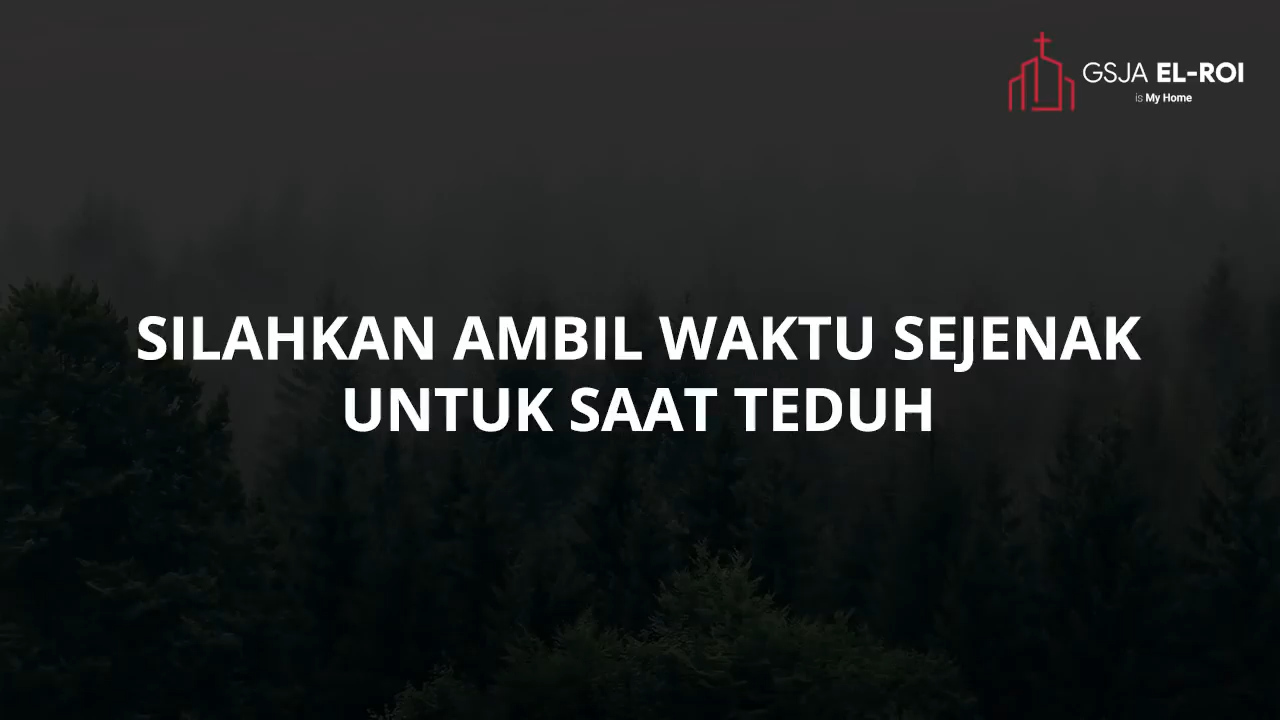 GSJA EL-ROI
is My Home
SILAHKAN AMBIL WAKTU SEJENAK
UNTUK SAAT TEDUH